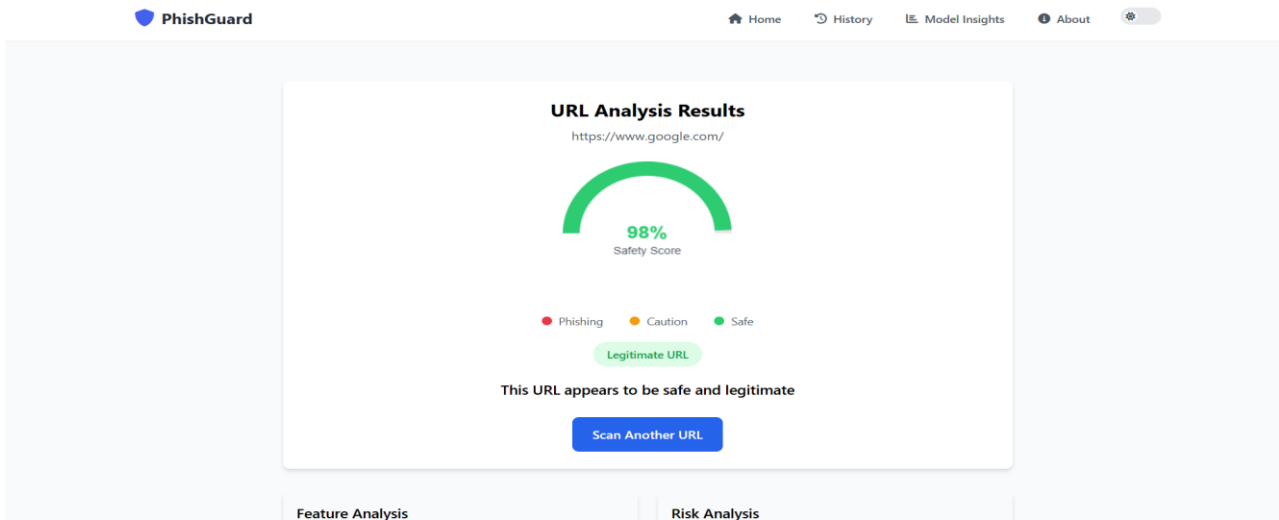 PhishGuard Home History Model Insights About
URL Analysis Results
https://www.google.com/
98%
Safety Score
Phishing Caution Safe
Legitimate URL
This URL appears to be safe and legitimate
Scan Another URL
Feature Analysis Risk Analysis